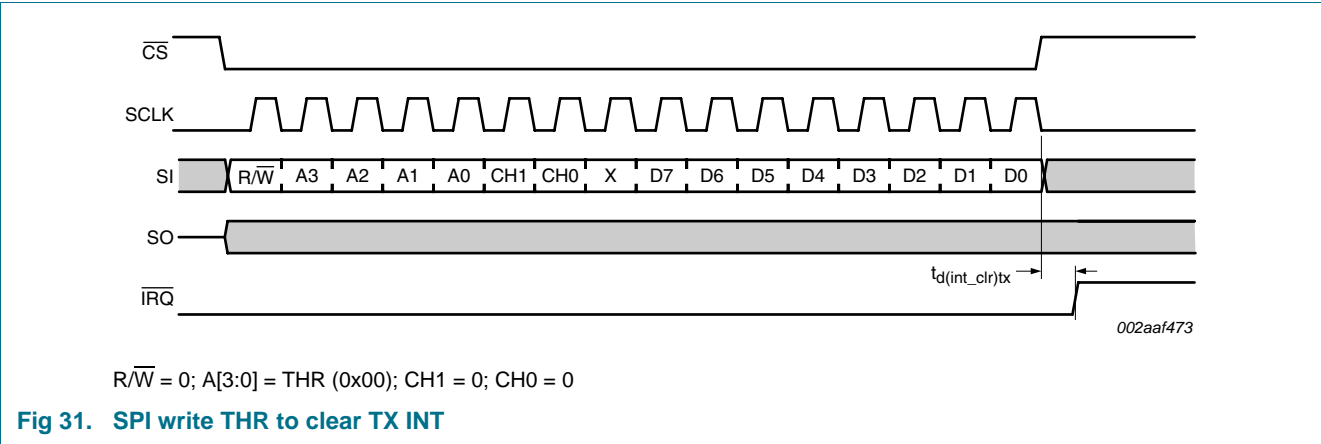 C̅S̅
SCLK
SI R/W̅ A3 A2 A1 A0 CH1 CH0 X D7 D6 D5 D4 D3 D2 D1 D0
SO
td(int_clr)tx
I̅R̅Q̅
002aaf473
R/W̅ = 0; A[3:0] = THR (0x00); CH1 = 0; CH0 = 0
Fig 31. SPI write THR to clear TX INT